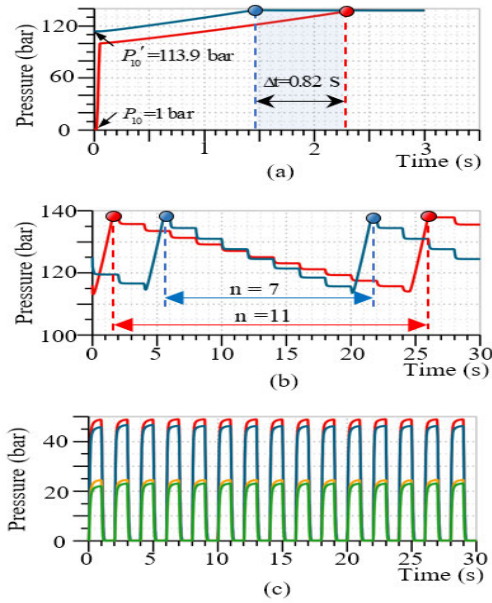 Pressure (bar)
120
60
0
P10'=113.9 bar
P10=1 bar
Δt=0.82 S
0
1
2
3
Time (s)
(a)
Pressure (bar)
140
120
100
n = 7
n =11
0
5
10
15
20
25
30
Time (s)
(b)
Pressure (bar)
40
20
0
0
5
10
15
20
25
30
Time (s)
(c)